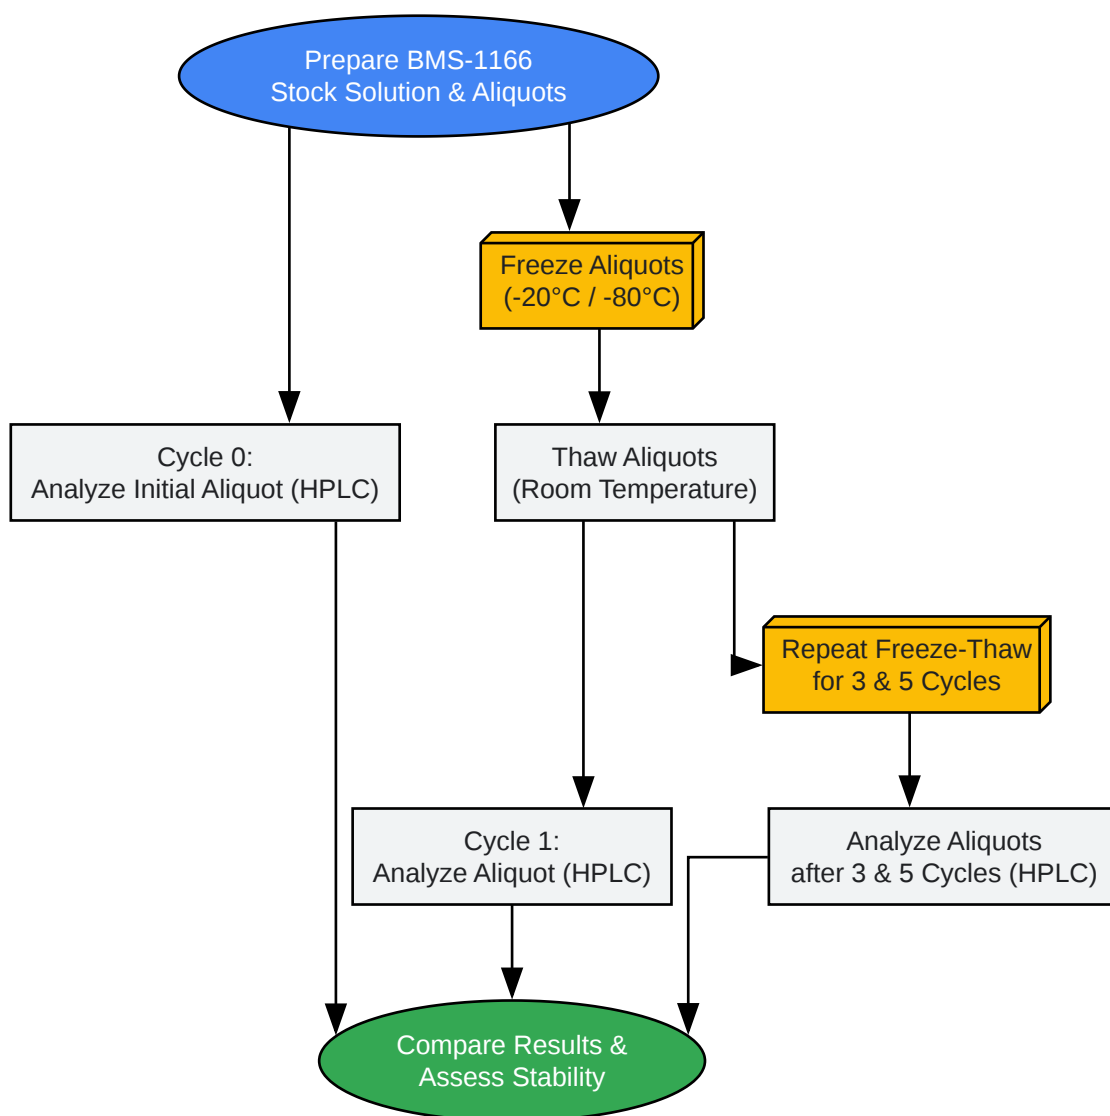 Prepare BMS-1166
Stock Solution & Aliquots
Freeze Aliquots
(-20°C / -80°C)
Cycle 0:
Analyze Initial Aliquot (HPLC)
Thaw Aliquots
(Room Temperature)
Repeat Freeze-Thaw
for 3 & 5 Cycles
Cycle 1:
Analyze Aliquot (HPLC)
Analyze Aliquots
after 3 & 5 Cycles (HPLC)
Compare Results &
Assess Stability